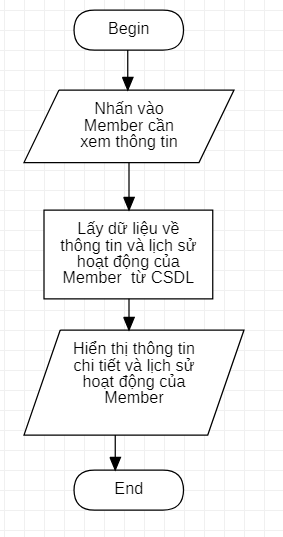 Begin
Nhấn vào
Member cần
xem thông tin
Lấy dữ liệu về
thông tin và lịch sử
hoạt động của
Member từ CSDL
Hiển thị thông tin
chi tiết và lịch sử
hoạt động của
Member
End